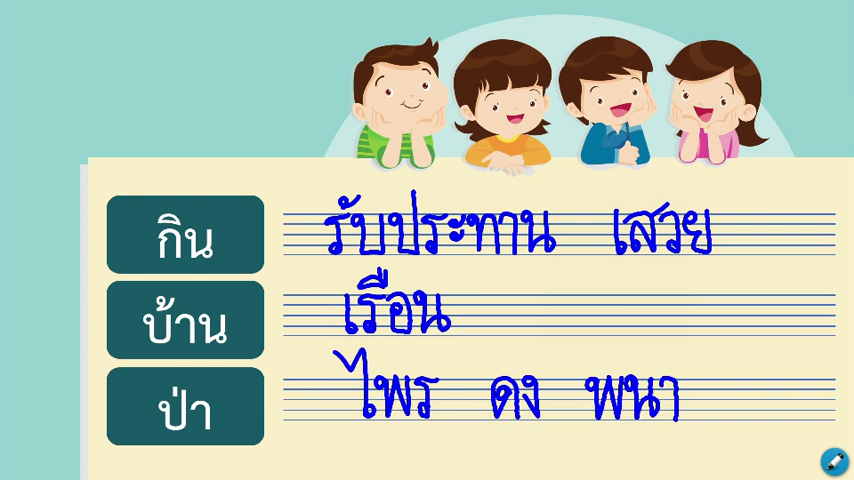 กิน รับประทาน เสวย
บ้าน เรือน
ป่า ไพร ดง พนา